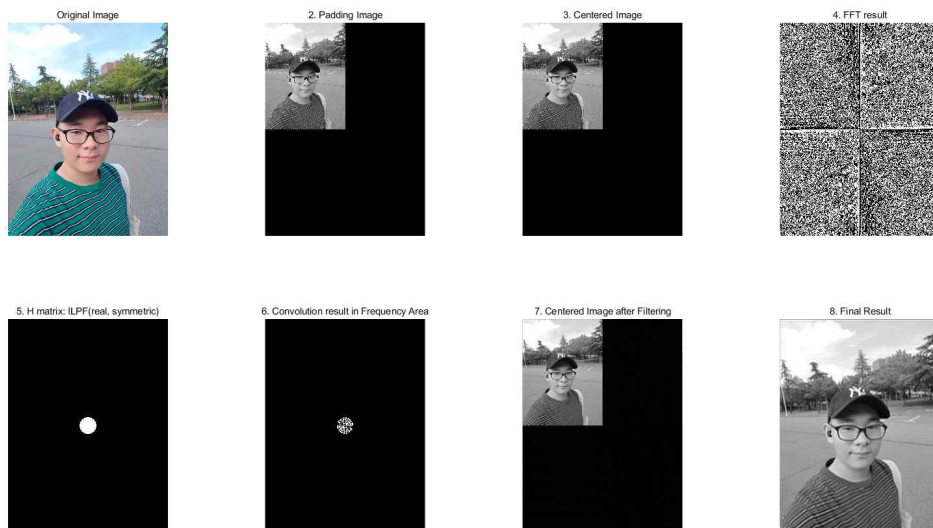 Original Image
2. Padding Image
3. Centered Image
4. FFT result
5. H matrix: ILPF(real, symmetric)
6. Convolution result in Frequency Area
7. Centered Image after Filtering
8. Final Result